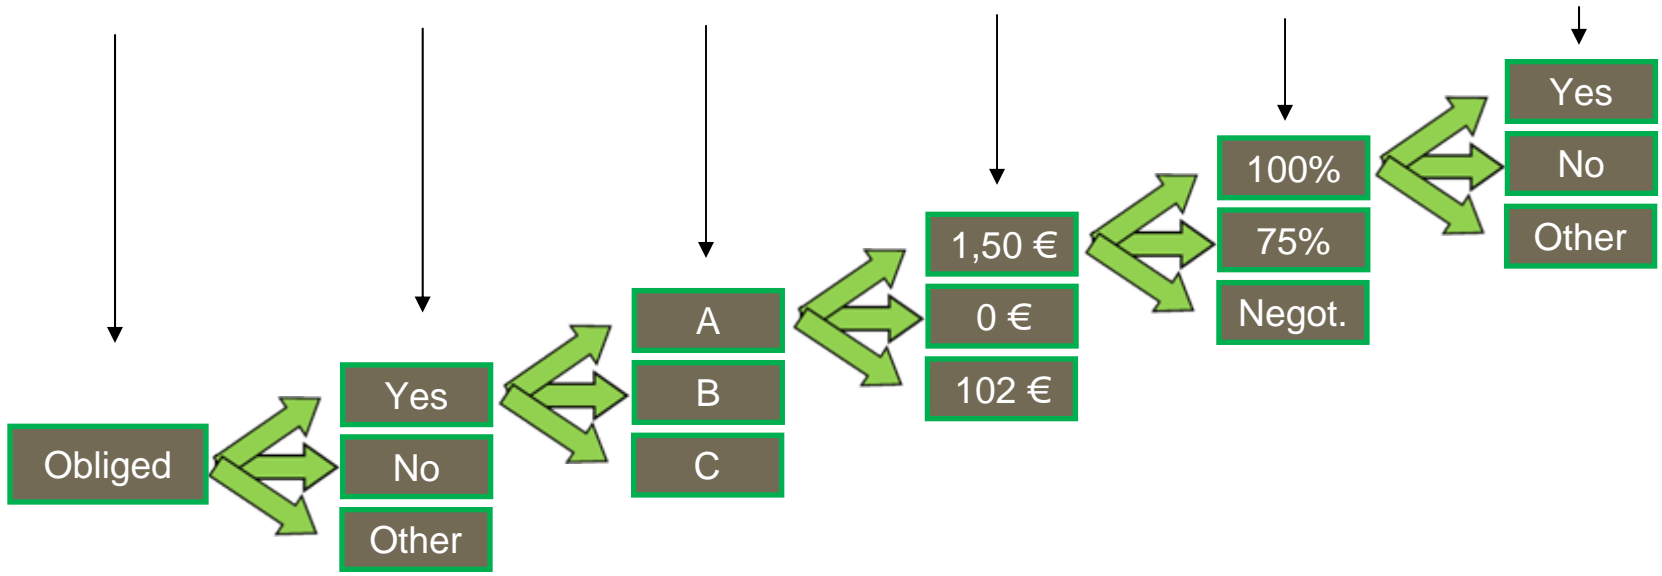 Obliged
Yes
No
Other
A
B
C
1,50 €
0 €
102 €
100%
75%
Negot.
Yes
No
Other